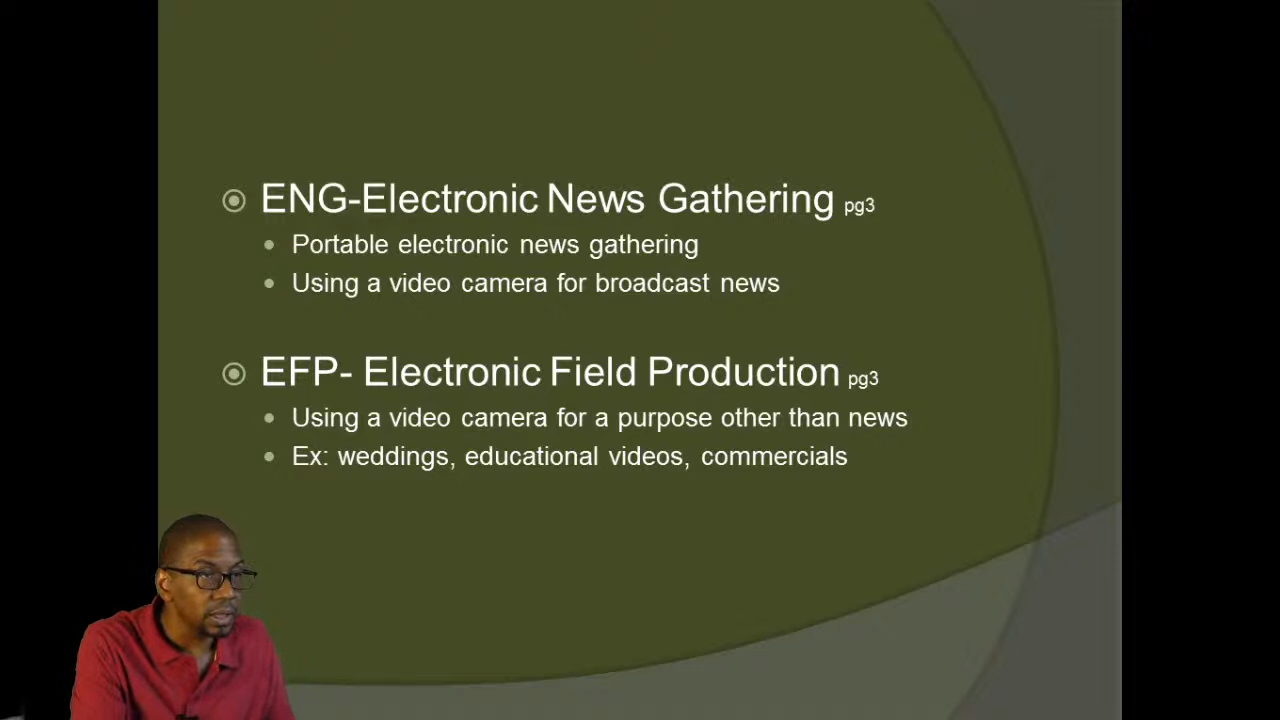 ENG-Electronic News Gathering pg3
Portable electronic news gathering
Using a video camera for broadcast news
EFP- Electronic Field Production pg3
Using a video camera for a purpose other than news
Ex: weddings, educational videos, commercials